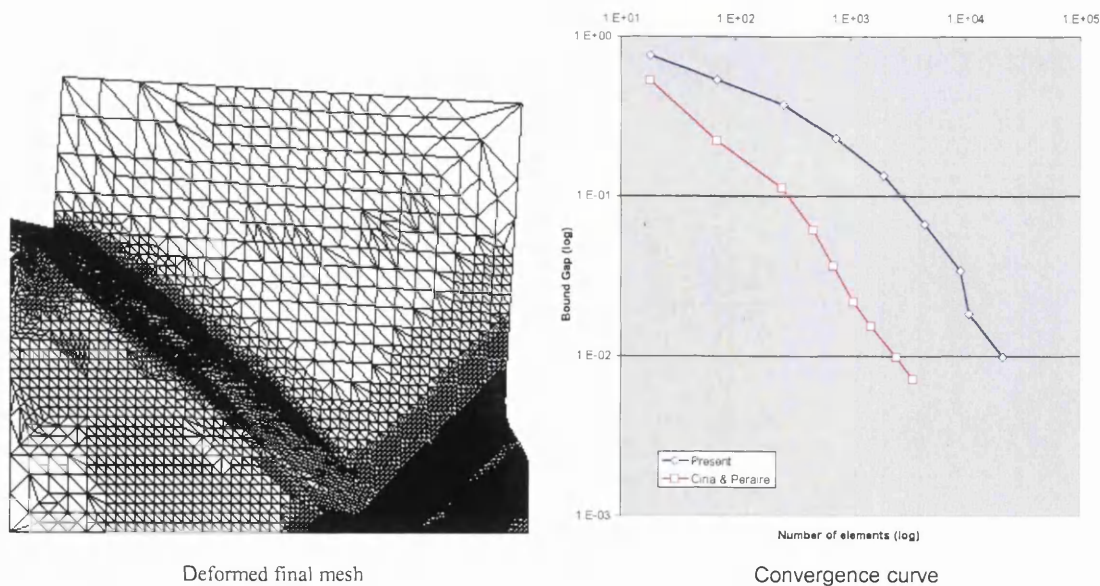 1.E+01 1.E+02 1.E+03 1.E+04 1.E+05
1.E+00
1.E-01
1.E-02
1.E-03
Bound Gap (log)
Present
Ciria & Peraire
Number of elements (log)
Deformed final mesh
Convergence curve